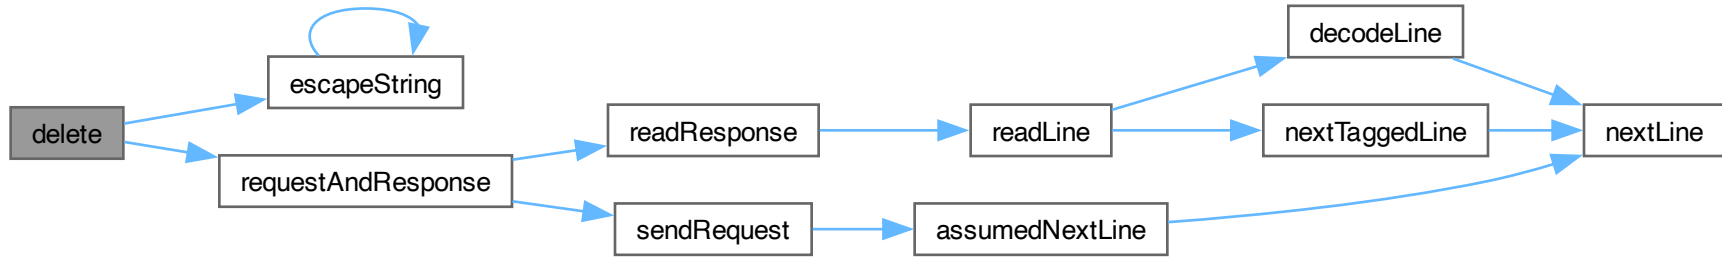 delete
escapeString
requestAndResponse
readResponse
sendRequest
readLine
assumedNextLine
decodeLine
nextTaggedLine
nextLine